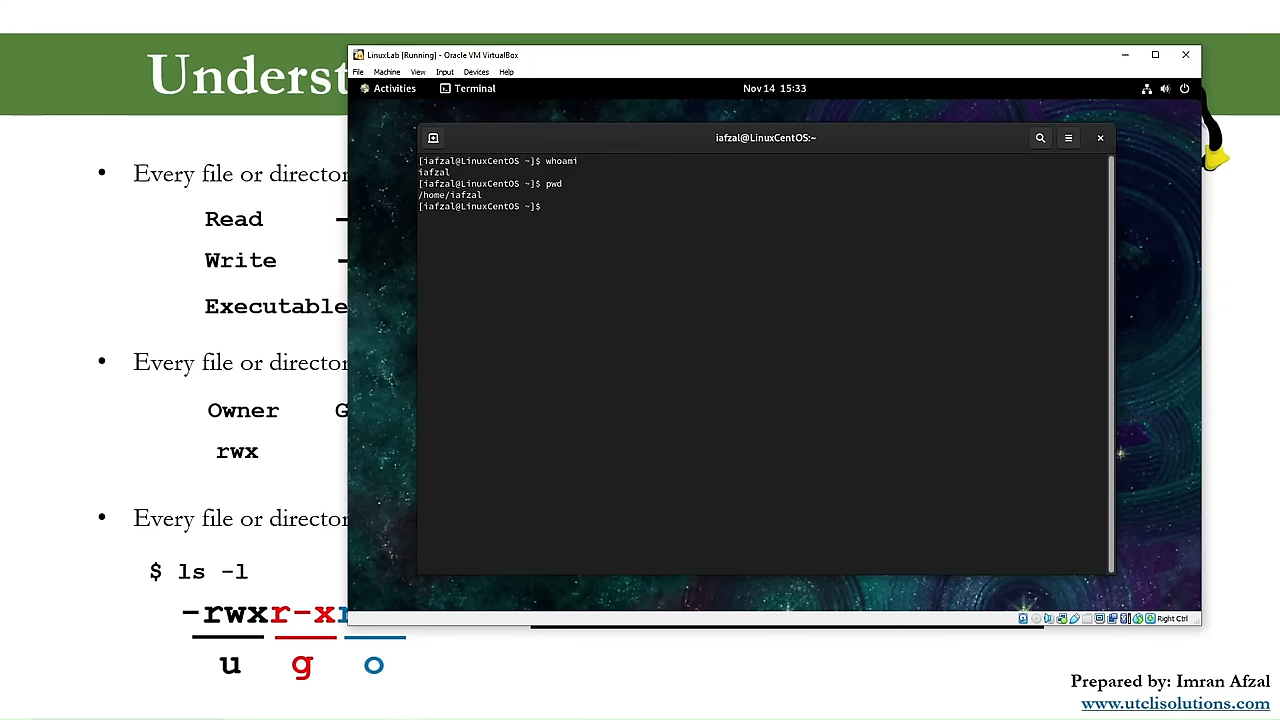 Underst
Every file or director
Read -
Write -
Executable
Every file or director
Owner G
rwx
Every file or director
$ ls -l
-rwxr-xr
u g o
LinuxLab [Running] - Oracle VM VirtualBox
File Machine View Input Devices Help
Activities Terminal Nov 14 15:33
iafzal@LinuxCentOS:~
[iafzal@LinuxCentOS ~]$ whoami
iafzal
[iafzal@LinuxCentOS ~]$ pwd
/home/iafzal
[iafzal@LinuxCentOS ~]$
Right Ctrl
Prepared by: Imran Afzal
www.utclisolutions.com